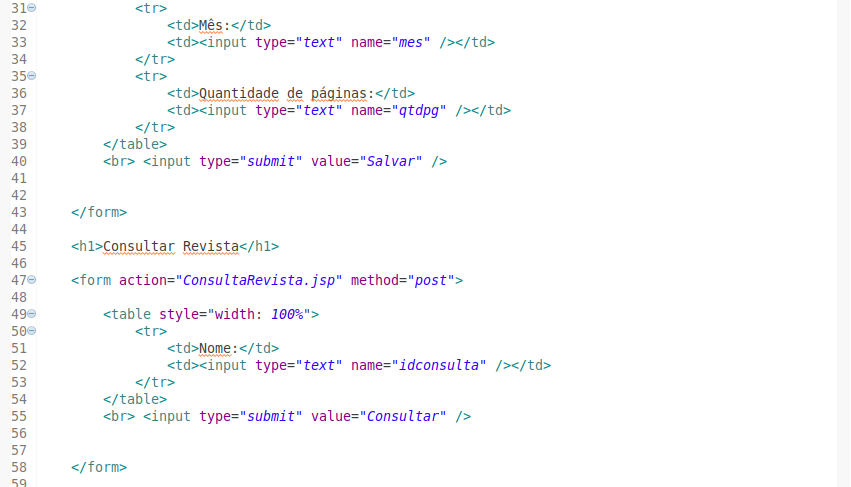 31 <tr>
32 <td>Mês:</td>
33 <td><input type="text" name="mes" /></td>
34 </tr>
35 <tr>
36 <td>Quantidade de páginas:</td>
37 <td><input type="text" name="qtdpg" /></td>
38 </tr>
39 </table>
40 <br> <input type="submit" value="Salvar" />
41
42
43 </form>
44
45 <h1>Consultar Revista</h1>
46
47 <form action="ConsultaRevista.jsp" method="post">
48
49 <table style="width: 100%">
50 <tr>
51 <td>Nome:</td>
52 <td><input type="text" name="idconsulta" /></td>
53 </tr>
54 </table>
55 <br> <input type="submit" value="Consultar" />
56
57
58 </form>
59